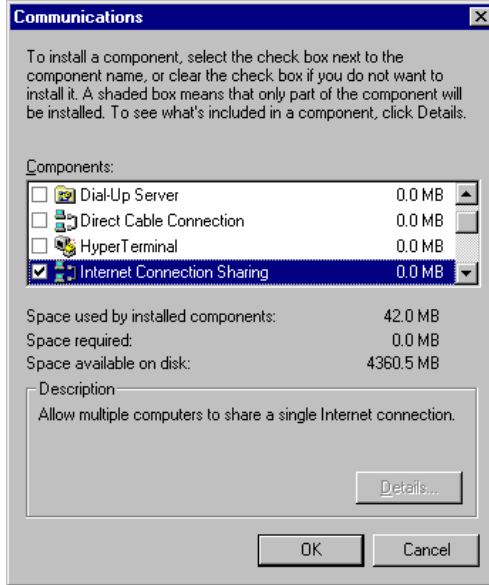 Communications
To install a component, select the check box next to the
component name, or clear the check box if you do not want to
install it. A shaded box means that only part of the component will
be installed. To see what's included in a component, click Details.
Components:
Dial-Up Server 0.0 MB
Direct Cable Connection 0.0 MB
HyperTerminal 0.0 MB
Internet Connection Sharing 0.0 MB
Space used by installed components: 42.0 MB
Space required: 0.0 MB
Space available on disk: 4360.5 MB
Description
Allow multiple computers to share a single Internet connection.
Details...
OK Cancel